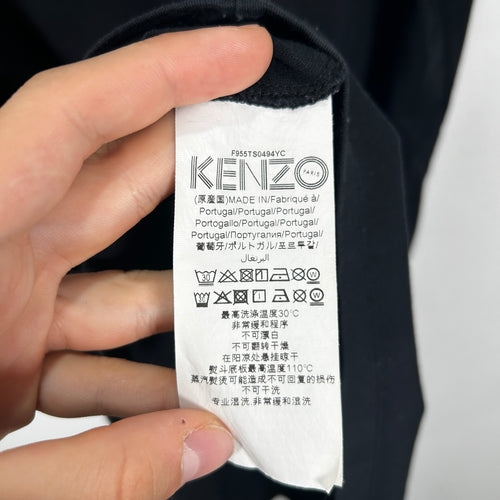 F955TS0494YC
KENZO
PARIS
(原産国)MADE IN/Fabriqué à/
Portugal/Portugal/Portugal/
Portogallo/Portugal/Portugal/
Portugal/Португалия/Portugal/
葡萄牙/ポルトガル/포르투갈/
البرتغال
30
最高洗涤温度30℃
非常缓和程序
不可漂白
不可翻转干燥
在阴凉处悬挂晾干
熨斗底板最高温度110℃
蒸汽熨烫可能造成不可回复的损伤
不可干洗
专业湿洗.非常缓和湿洗